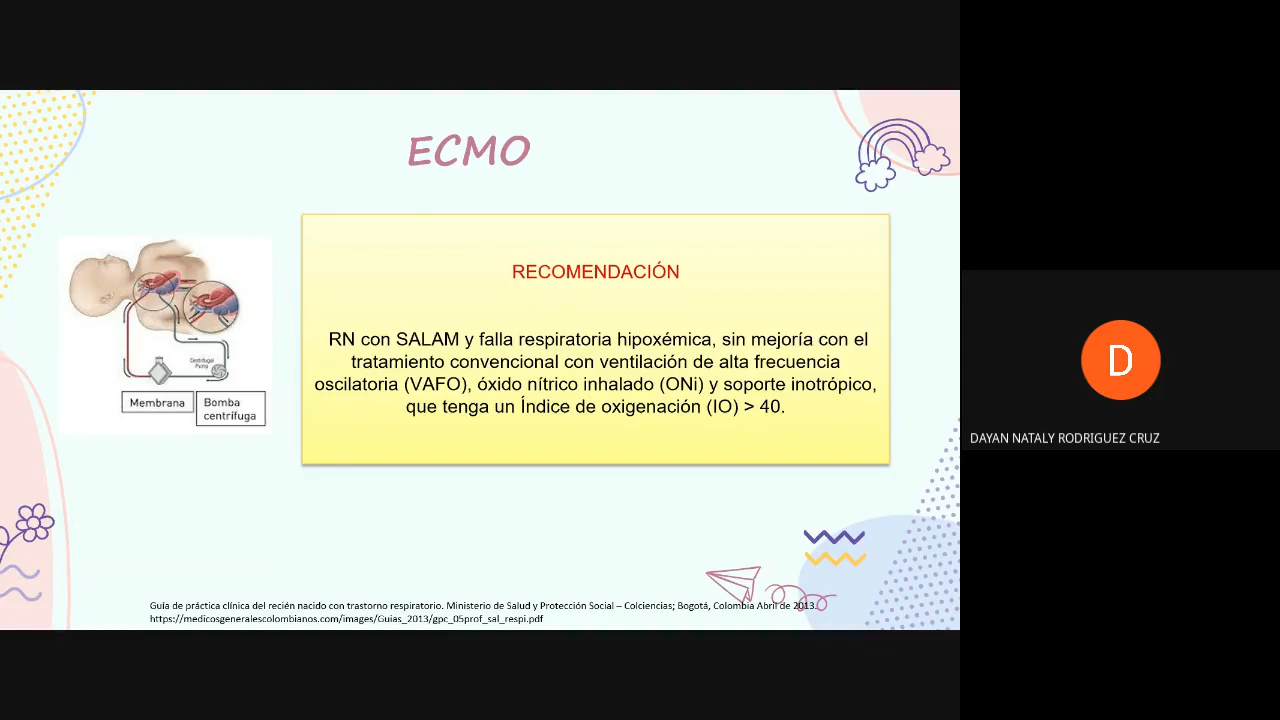 ECMO
RECOMENDACIÓN
RN con SALAM y falla respiratoria hipoxémica, sin mejoría con el
tratamiento convencional con ventilación de alta frecuencia
oscilatoria (VAFO), óxido nítrico inhalado (ONi) y soporte inotrópico,
que tenga un Índice de oxigenación (IO) > 40.
Centrifugal
Pump
Membrana
Bomba
centrífuga
Guía de práctica clínica del recién nacido con trastorno respiratorio. Ministerio de Salud y Protección Social – Colciencias; Bogotá, Colombia Abril de 2013.
https://medicosgeneralescolombianos.com/images/Guias_2013/gpc_05prof_sal_respi.pdf
D
DAYAN NATALY RODRIGUEZ CRUZ